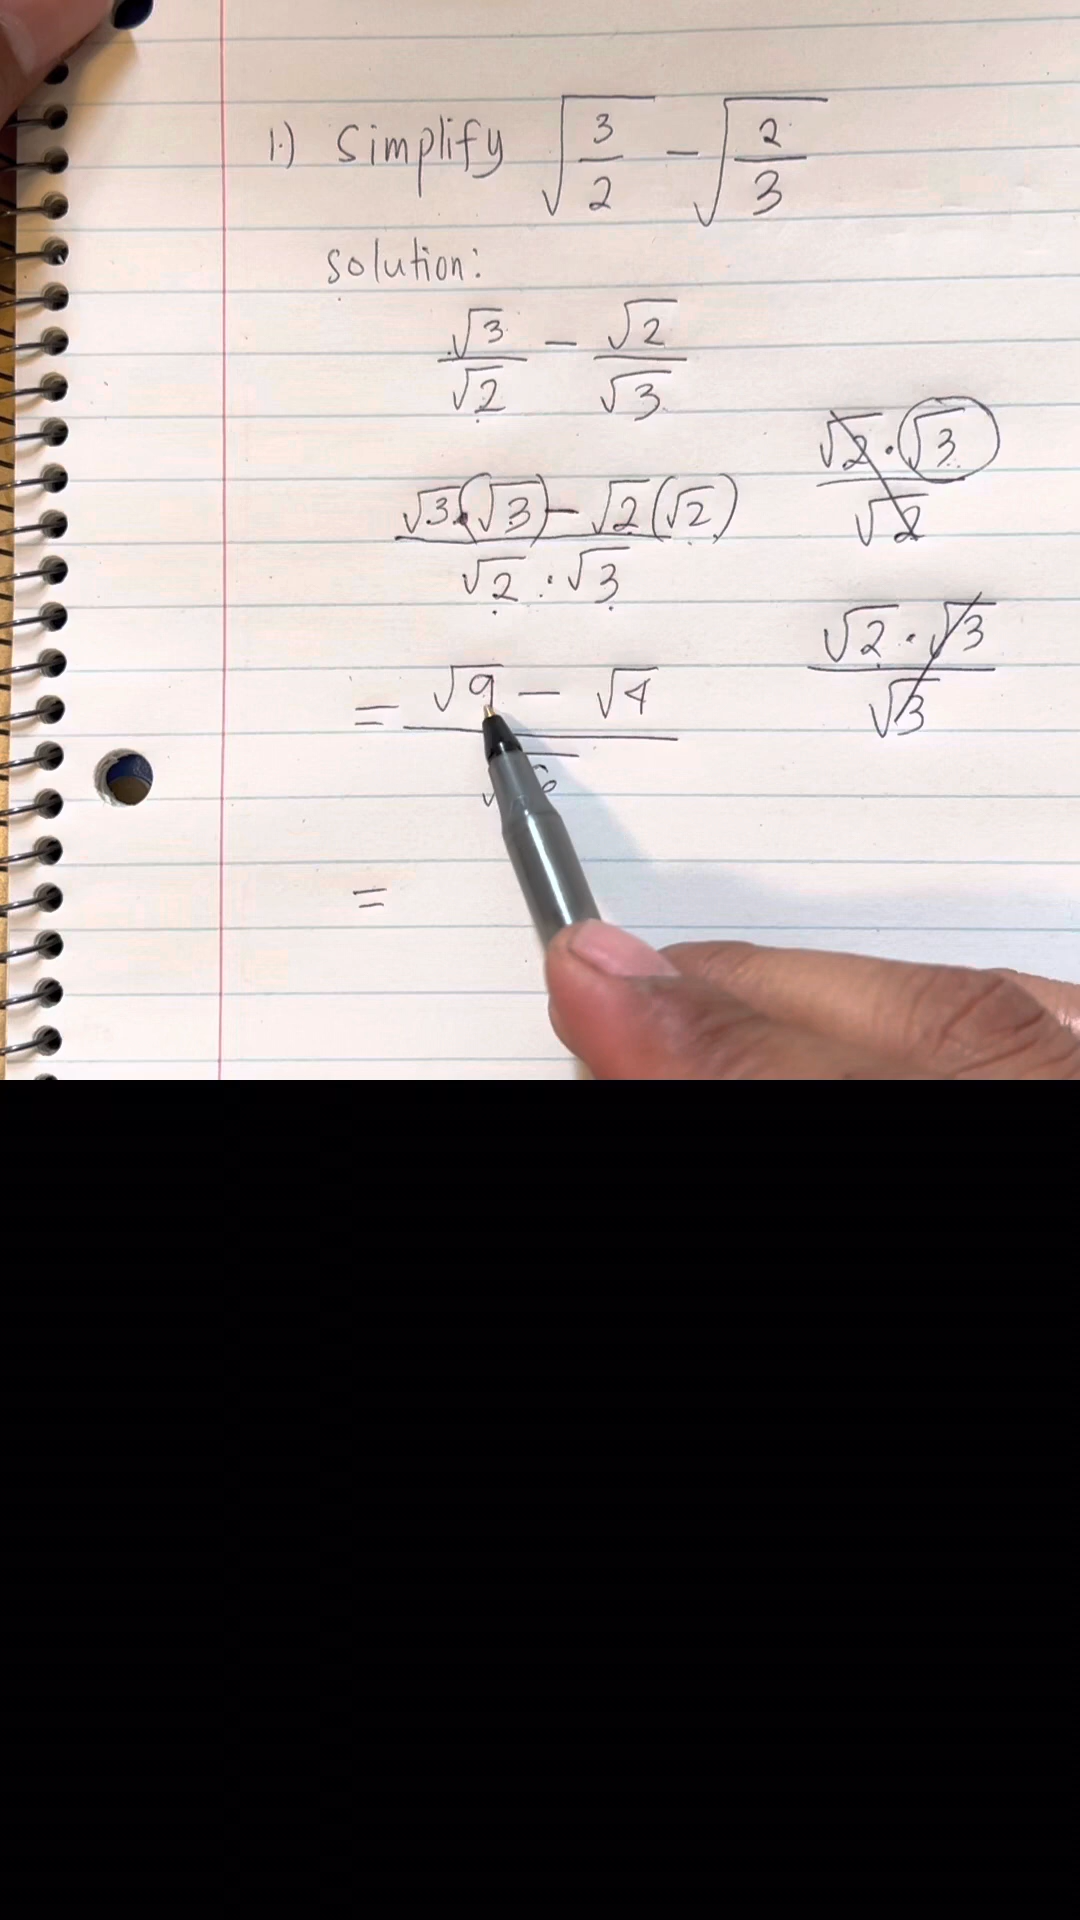 1.) Simplify √(3/2) − √(2/3)
solution:
√3/√2 − √2/√3
√2·√3/√2
(√3·(√3) − √2(√2))/(√2·√3)
√2·√3/√3
= (√9 − √4)/√6
=